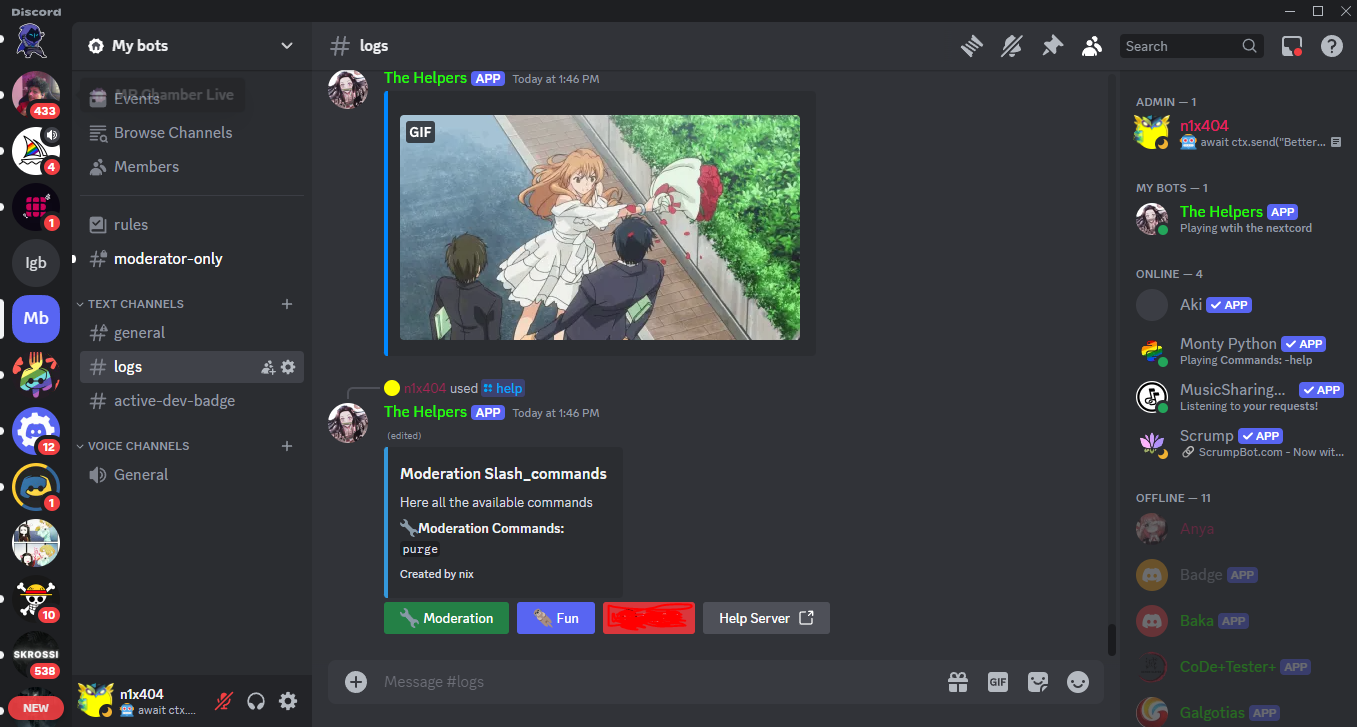 Discord
433
4
1
lgb
Mb
12
1
10
SKROSSI
538
NEW
My bots
Events
MR Chamber Live
Browse Channels
Members
rules
moderator-only
TEXT CHANNELS
general
logs
active-dev-badge
VOICE CHANNELS
General
n1x404
await ctx....
logs
Search
The Helpers APP Today at 1:46 PM
GIF
n1x404 used help
The Helpers APP Today at 1:46 PM
(edited)
Moderation Slash_commands
Here all the available commands
Moderation Commands:
purge
Created by nix
Moderation
Fun
Help Server
Message #logs
GIF
ADMIN — 1
n1x404
await ctx.send("Better...
MY BOTS — 1
The Helpers APP
Playing wtih the nextcord
ONLINE — 4
Aki APP
Monty Python APP
Playing Commands: -help
MusicSharing... APP
Listening to your requests!
Scrump APP
ScrumpBot.com - Now wit...
OFFLINE — 11
Anya
Badge APP
Baka APP
CoDe+Tester+ APP
Galgotias APP